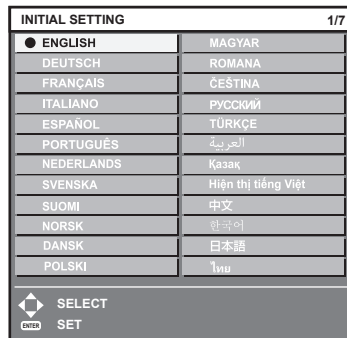 INITIAL SETTING 1/7
ENGLISH
DEUTSCH
FRANÇAIS
ITALIANO
ESPAÑOL
PORTUGUÊS
NEDERLANDS
SVENSKA
SUOMI
NORSK
DANSK
POLSKI
MAGYAR
ROMANA
ČEŠTINA
РУССКИЙ
TÜRKÇE
العربية
Қазақ
Hiện thị tiếng Việt
中文
한국어
日本語
ไทย
SELECT
ENTER SET